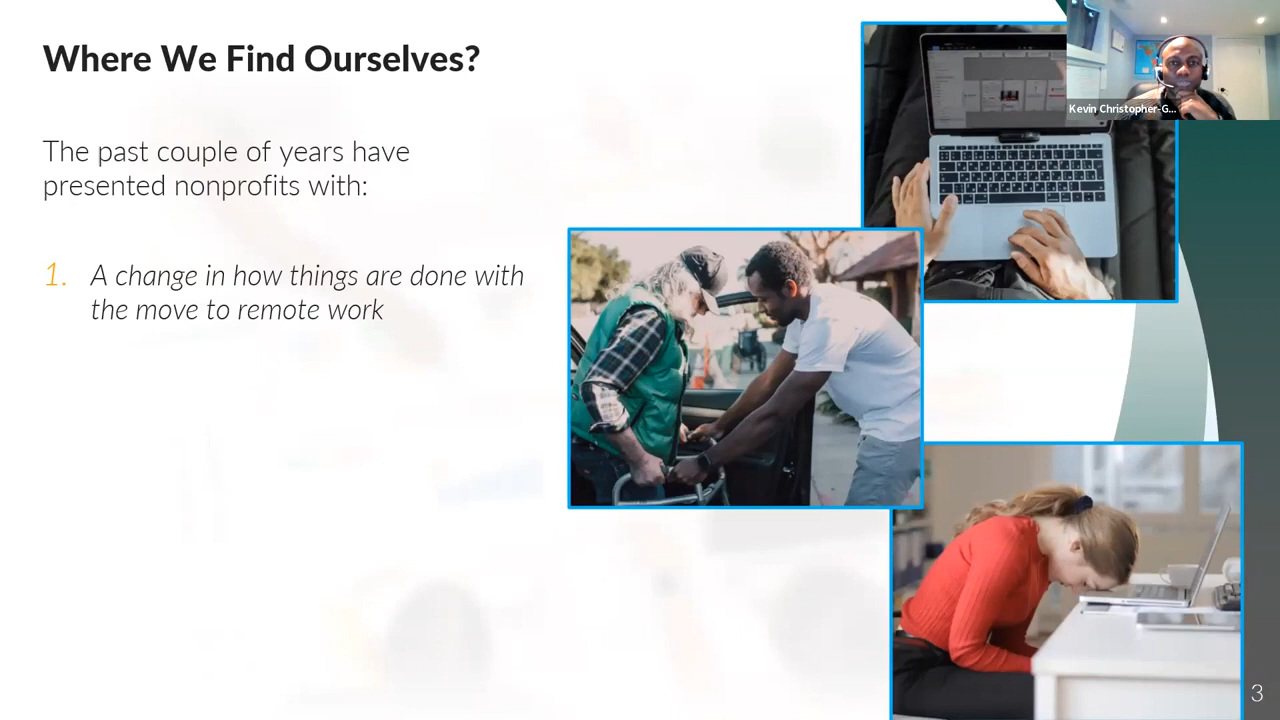 Where We Find Ourselves?
Kevin Christopher-G...
The past couple of years have
presented nonprofits with:
1. A change in how things are done with
the move to remote work
3